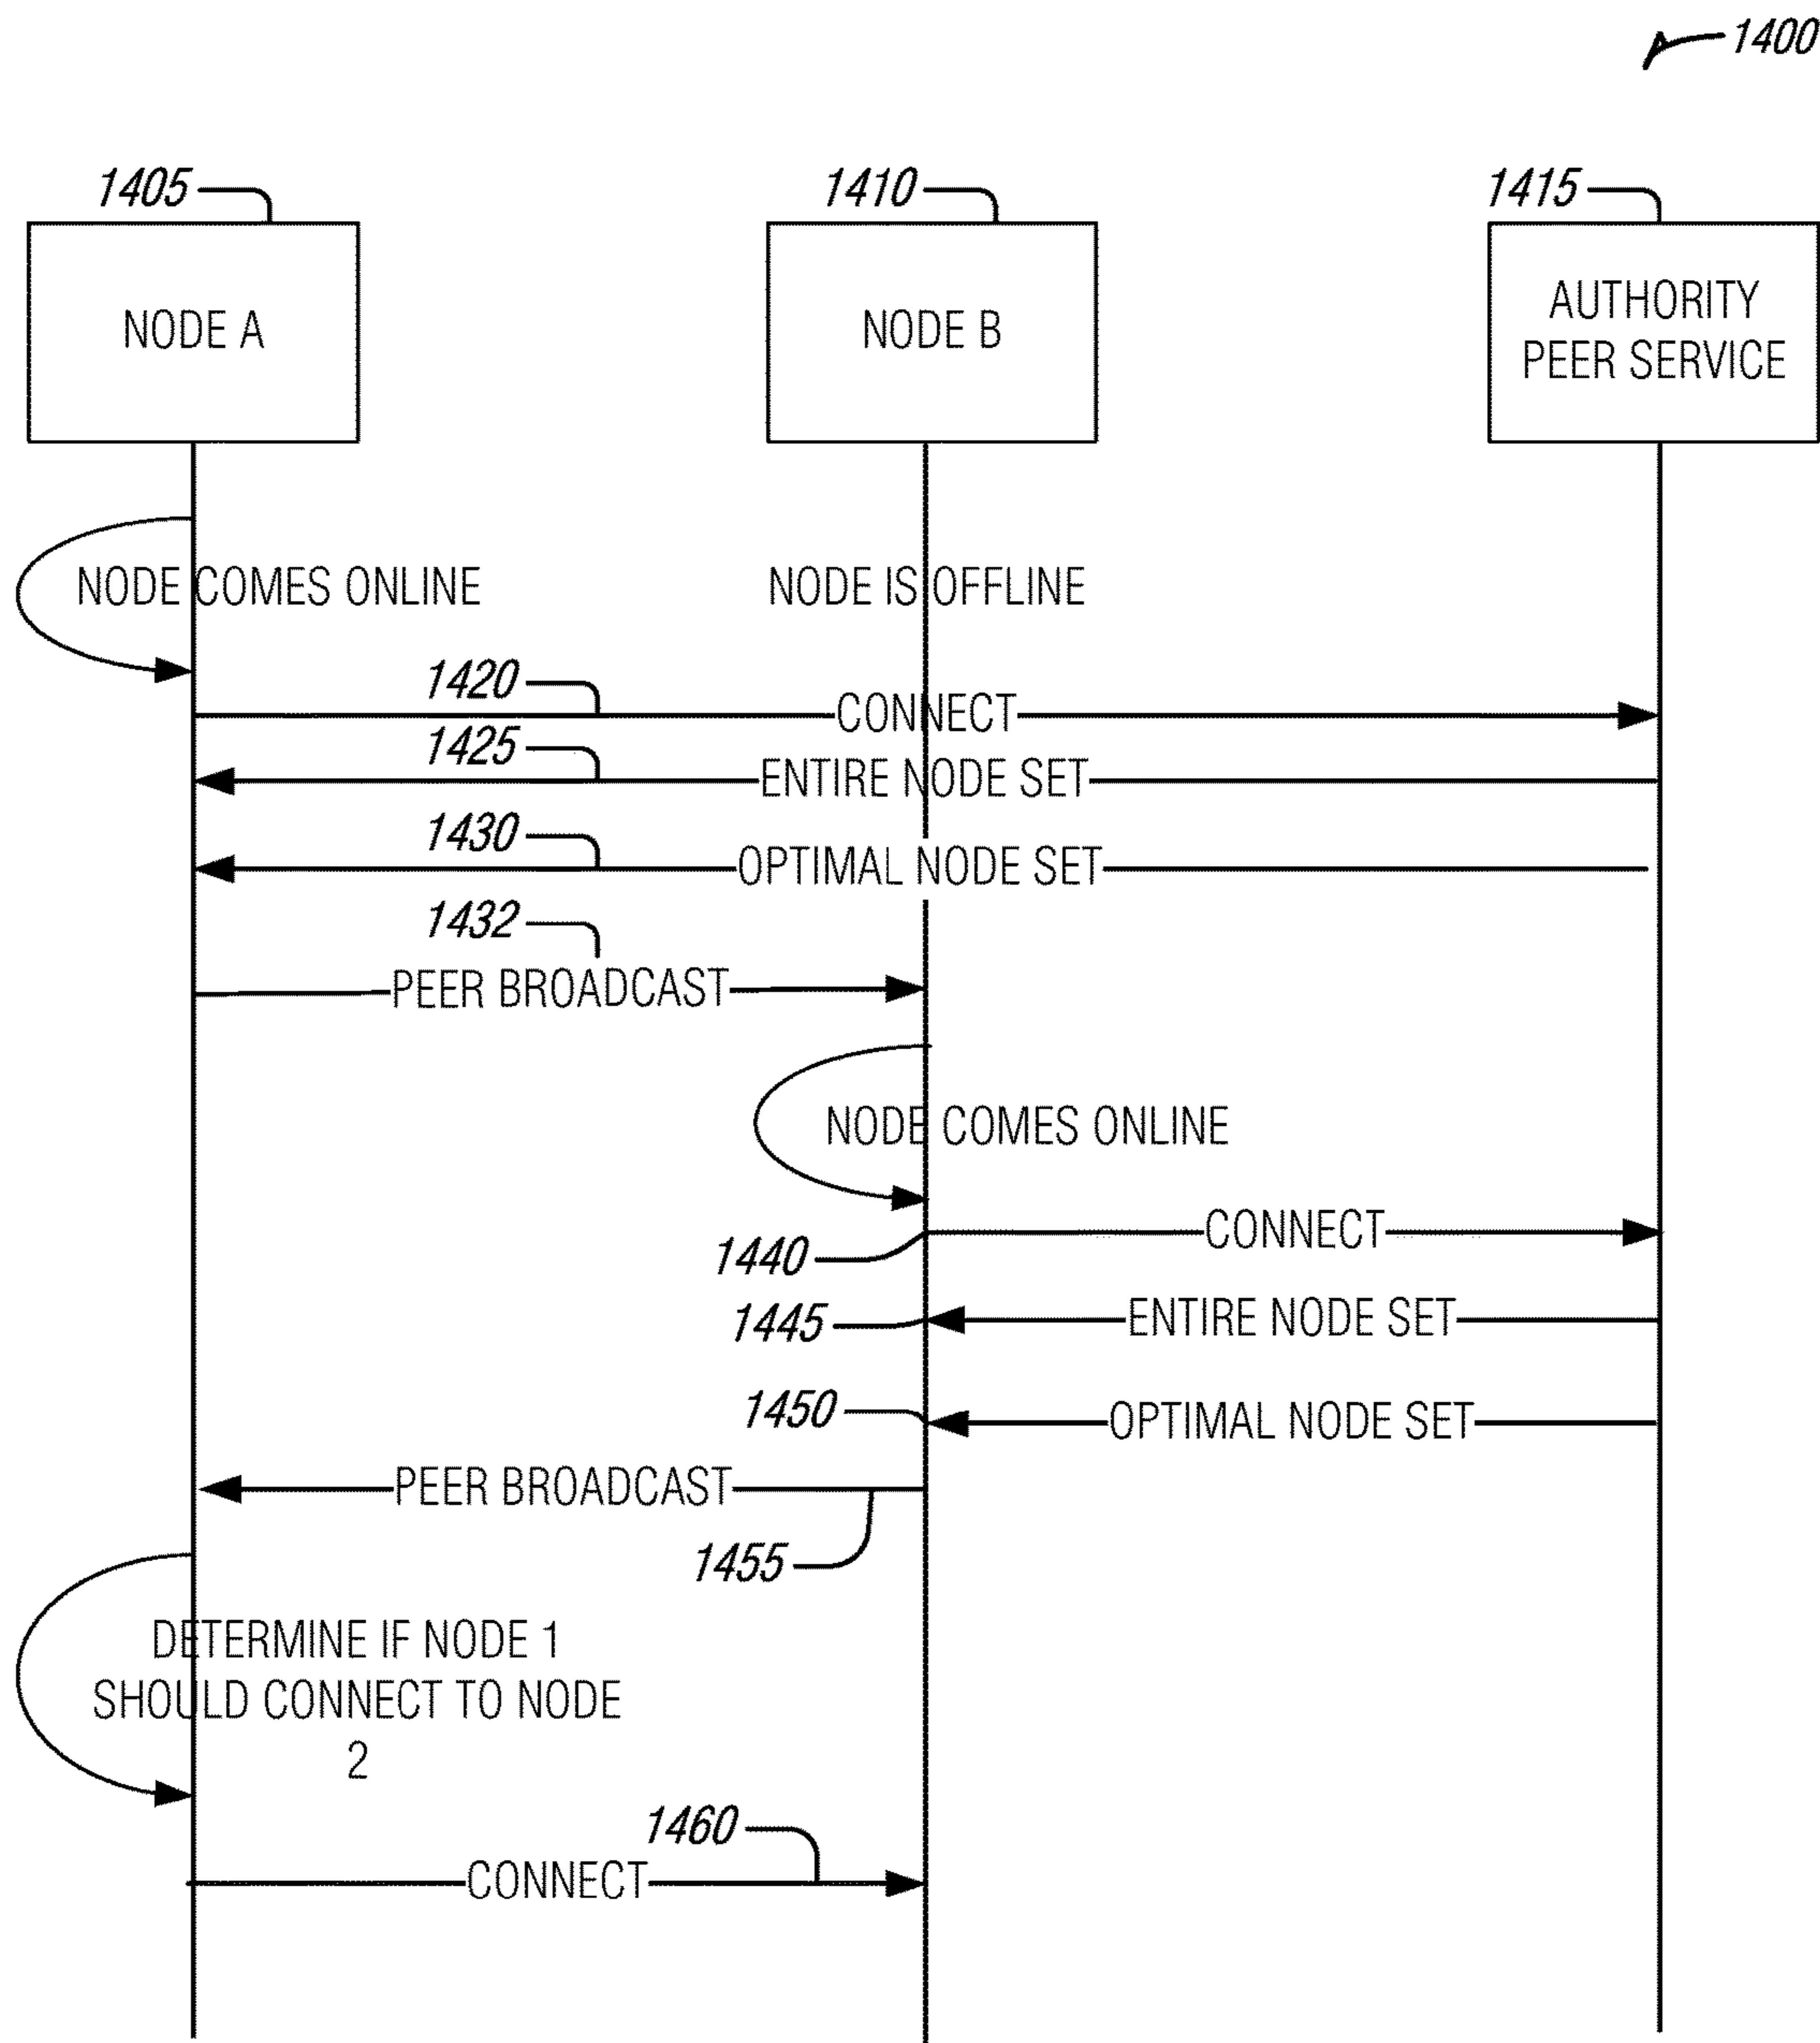 1400
1405
1410
1415
NODE A
NODE B
AUTHORITY
PEER SERVICE
NODE COMES ONLINE
NODE IS OFFLINE
1420
CONNECT
1425
ENTIRE NODE SET
1430
OPTIMAL NODE SET
1432
PEER BROADCAST
NODE COMES ONLINE
CONNECT
1440
ENTIRE NODE SET
1445
1450
OPTIMAL NODE SET
PEER BROADCAST
1455
DETERMINE IF NODE 1
SHOULD CONNECT TO NODE
2
1460
CONNECT